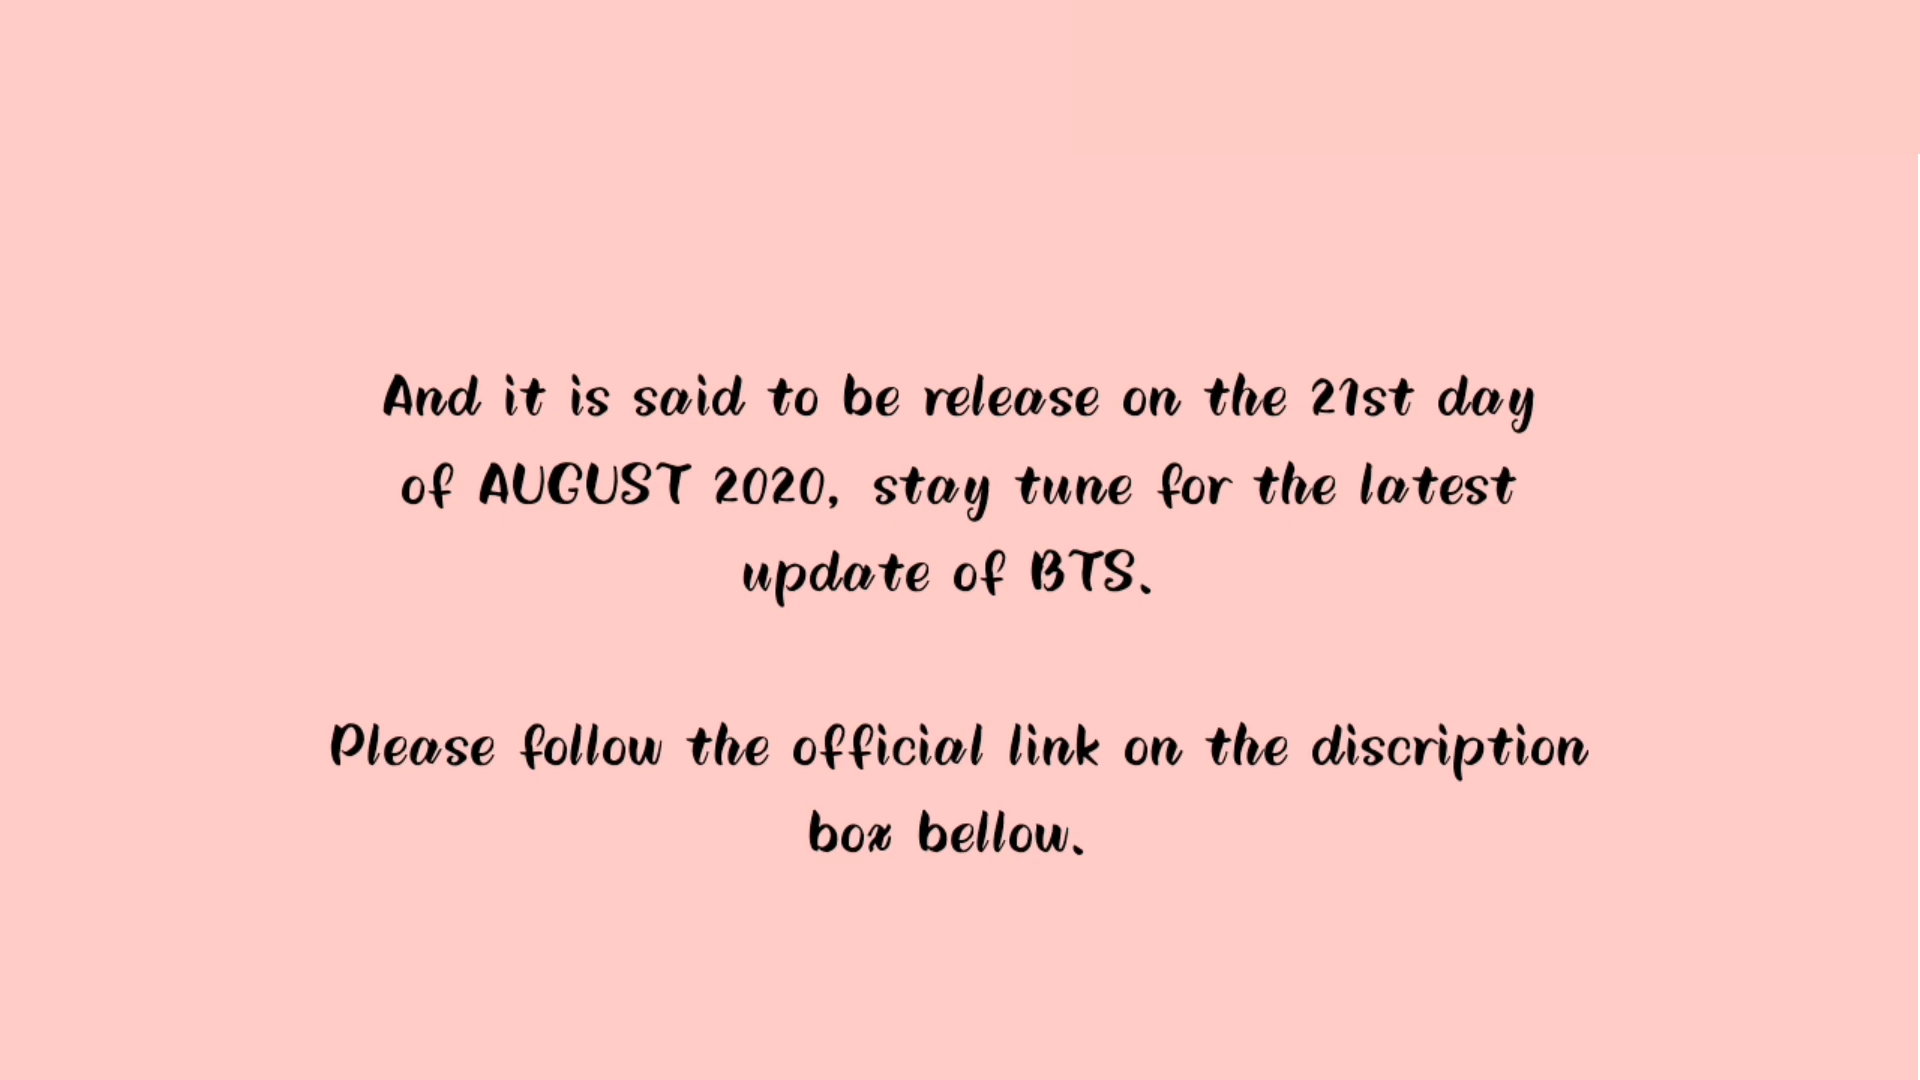 And it is said to be release on the 21st day
of AUGUST 2020, stay tune for the latest
update of BTS.
Please follow the official link on the discription
box bellow.